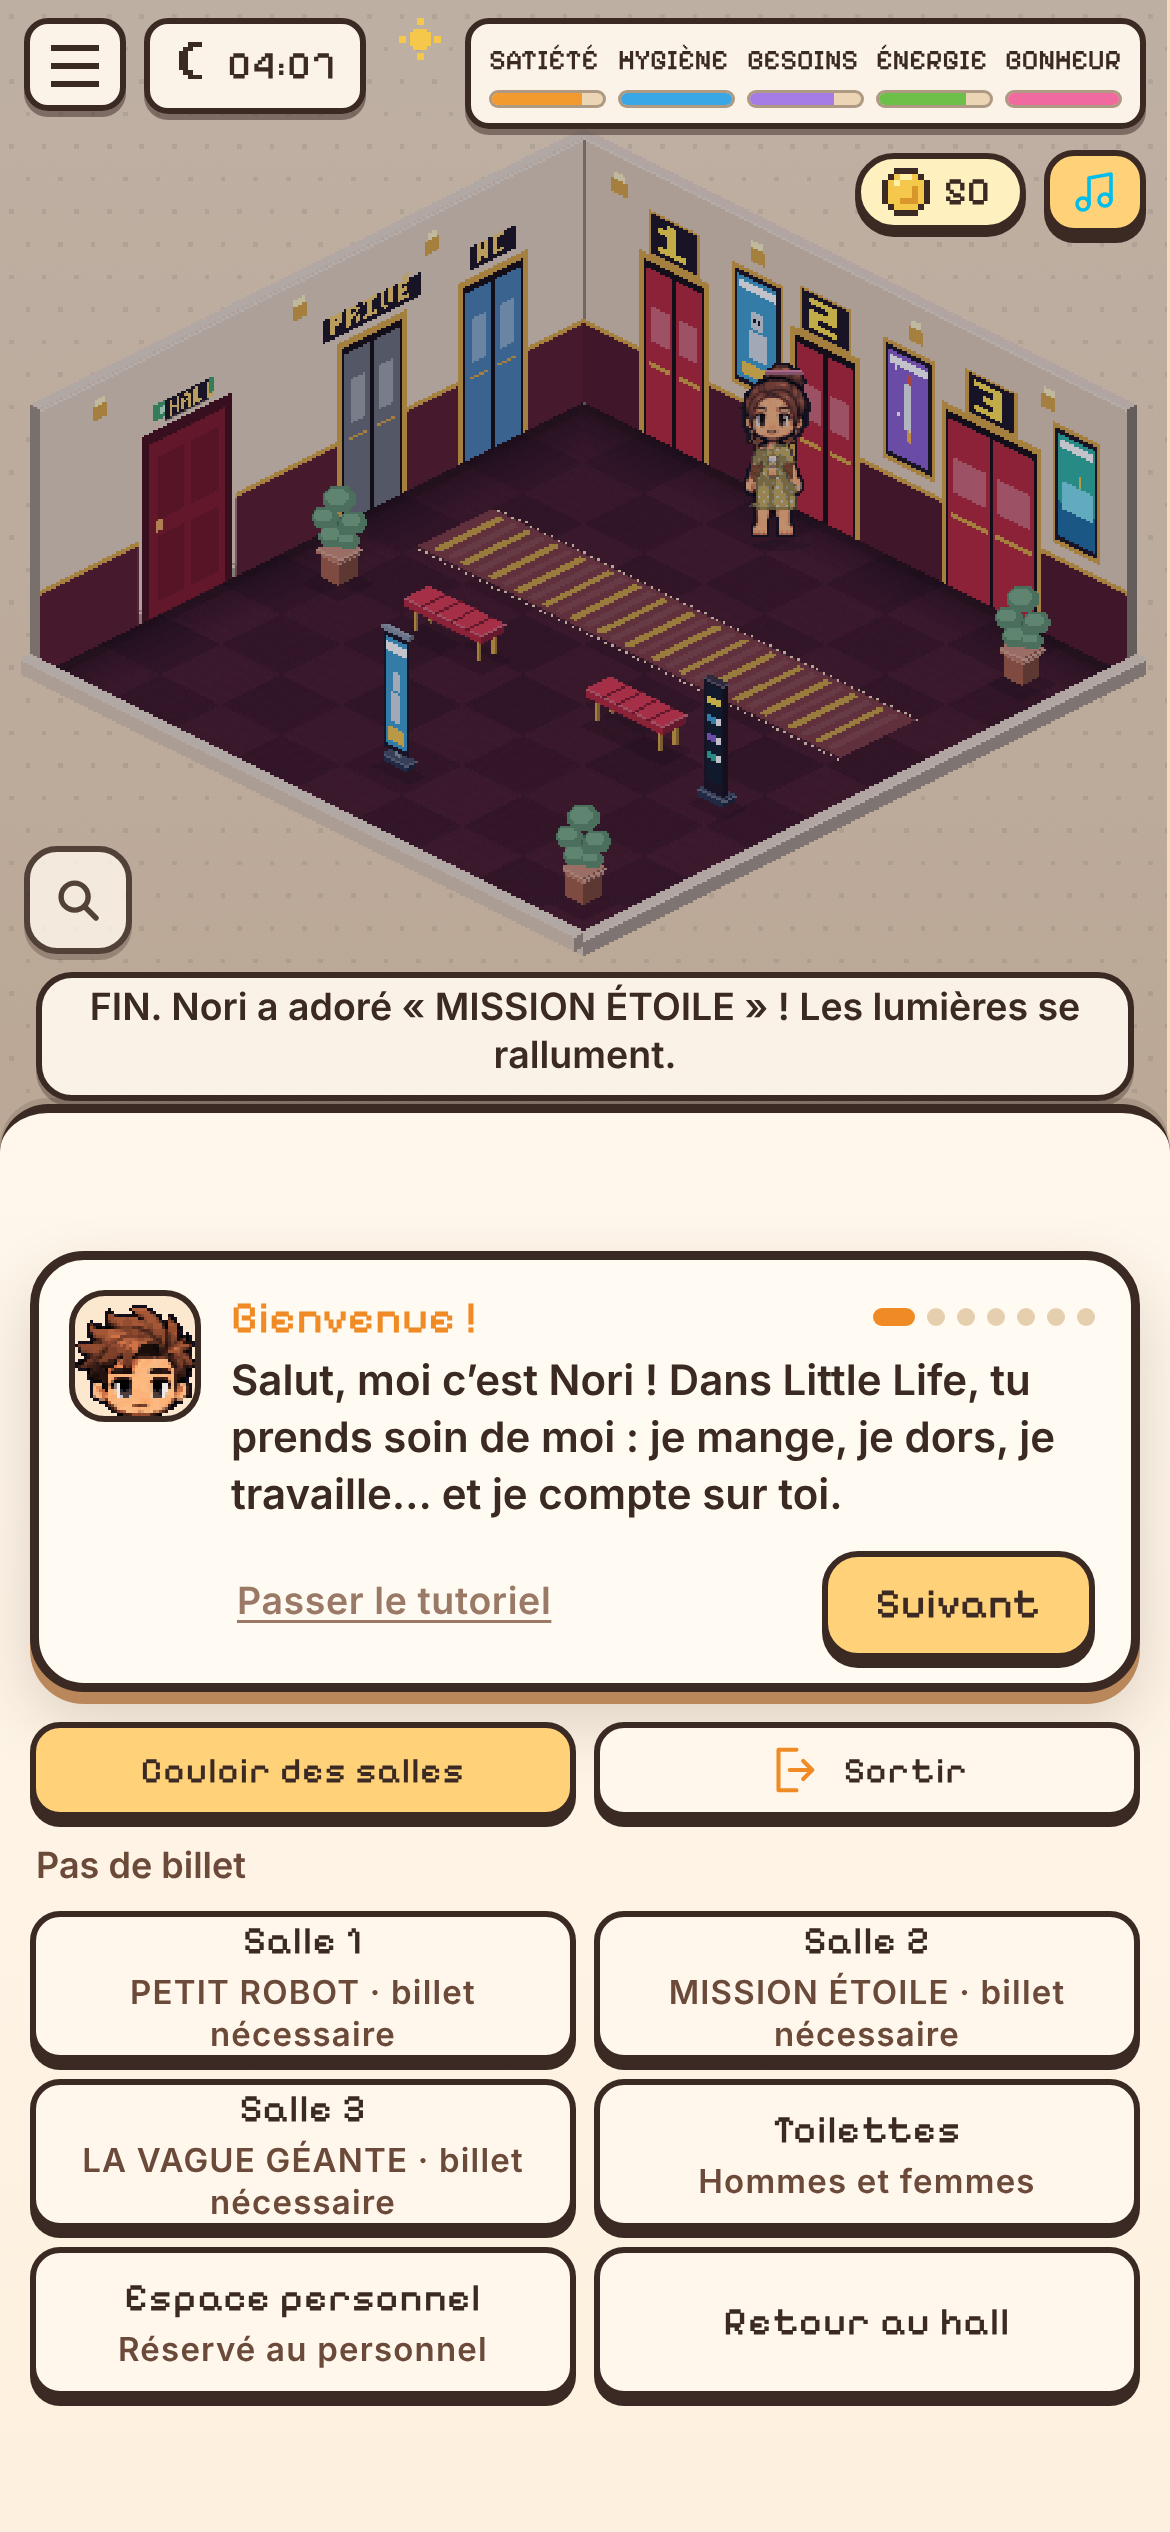 04:07
SATIÉTÉ HYGIÈNE BESOINS ÉNERGIE BONHEUR
50
WC
PRIVE
HALL
1
2
3
FIN. Nori a adoré « MISSION ÉTOILE » ! Les lumières se
rallument.
Bienvenue !
Salut, moi c’est Nori ! Dans Little Life, tu
prends soin de moi : je mange, je dors, je
travaille… et je compte sur toi.
Passer le tutoriel
Suivant
Couloir des salles
Sortir
Pas de billet
Salle 1
PETIT ROBOT · billet
nécessaire
Salle 2
MISSION ÉTOILE · billet
nécessaire
Salle 3
LA VAGUE GÉANTE · billet
nécessaire
Toilettes
Hommes et femmes
Espace personnel
Réservé au personnel
Retour au hall